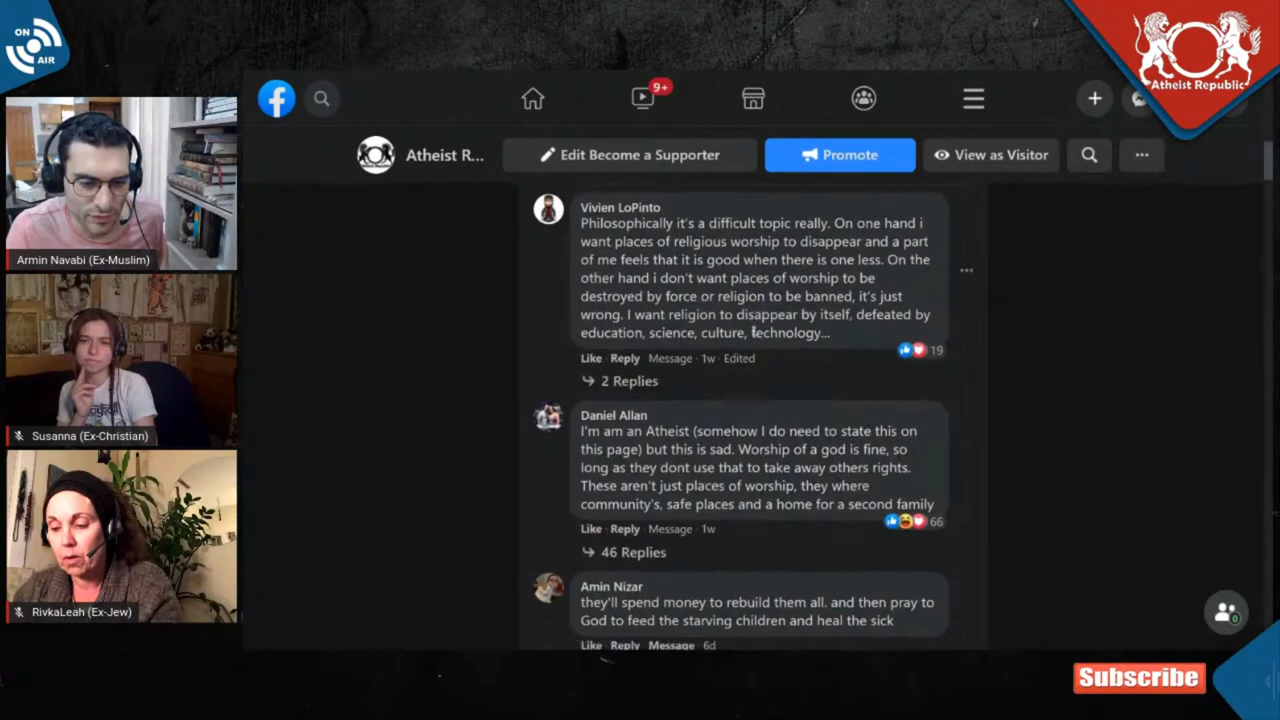 ON
AIR
Atheist Republic
9+
Atheist R...
Edit Become a Supporter
Promote
View as Visitor
Armin Navabi (Ex-Muslim)
Susanna (Ex-Christian)
RivkaLeah (Ex-Jew)
Vivien LoPinto
Philosophically it's a difficult topic really. On one hand i
want places of religious worship to disappear and a part
of me feels that it is good when there is one less. On the
other hand i don't want places of worship to be
destroyed by force or religion to be banned, it's just
wrong. I want religion to disappear by itself, defeated by
education, science, culture, technology...
19
Like · Reply · Message · 1w · Edited
2 Replies
Daniel Allan
I'm am an Atheist (somehow I do need to state this on
this page) but this is sad. Worship of a god is fine, so
long as they dont use that to take away others rights.
These aren't just places of worship, they where
community's, safe places and a home for a second family
66
Like · Reply · Message · 1w
46 Replies
Amin Nizar
they'll spend money to rebuild them all. and then pray to
God to feed the starving children and heal the sick
Like · Reply · Message · 6d
0
Subscribe